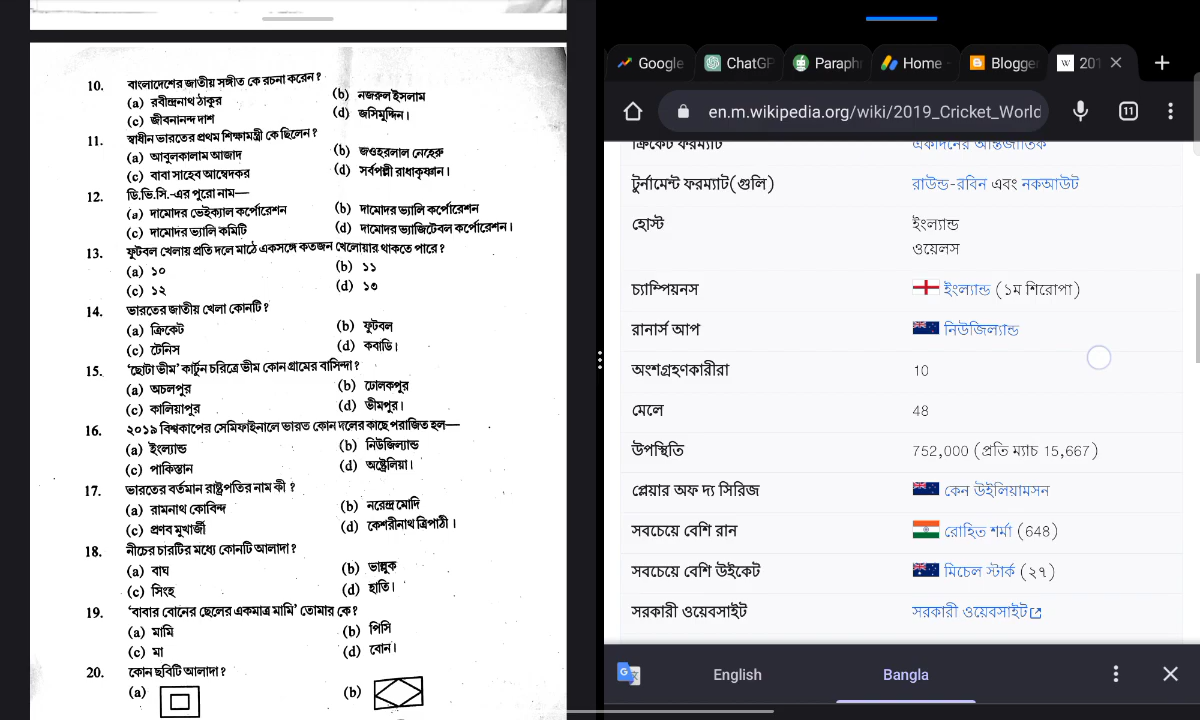 10. বাংলাদেশের জাতীয় সঙ্গীত কে রচনা করেন ?
(a) রবীন্দ্রনাথ ঠাকুর (b) নজরুল ইসলাম
(c) জীবনানন্দ দাশ (d) জসিমুদ্দিন।
11. স্বাধীন ভারতের প্রথম শিক্ষামন্ত্রী কে ছিলেন ?
(a) আবুলকালাম আজাদ (b) জওহরলাল নেহেরু
(c) বাবা সাহেব আম্বেদকর (d) সর্বপল্লী রাধাকৃষ্ণান।
12. ডি.ভি.সি.-এর পুরো নাম—
(a) দামোদর ভেইক্যাল কর্পোরেশন (b) দামোদর ভ্যালি কর্পোরেশন
(c) দামোদর ভ্যালি কমিটি (d) দামোদর ভ্যাজিটেবল কর্পোরেশন।
13. ফুটবল খেলায় প্রতি দলে মাঠে একসঙ্গে কতজন খেলোয়ার থাকতে পারে ?
(a) ১০ (b) ১১
(c) ১২ (d) ১৩
14. ভারতের জাতীয় খেলা কোনটি ?
(a) ক্রিকেট (b) ফুটবল
(c) টেনিস (d) কবাডি।
15. 'ছোটা ভীম' কার্টুন চরিত্রে ভীম কোন গ্রামের বাসিন্দা ?
(a) অচলপুর (b) ঢোলকপুর
(c) কালিয়াপুর (d) ভীমপুর।
16. ২০১৯ বিশ্বকাপের সেমিফাইনালে ভারত কোন দলের কাছে পরাজিত হল—
(a) ইংল্যান্ড (b) নিউজিল্যান্ড
(c) পাকিস্তান (d) অস্ট্রেলিয়া।
17. ভারতের বর্তমান রাষ্ট্রপতির নাম কী ?
(a) রামনাথ কোবিন্দ (b) নরেন্দ্র মোদি
(c) প্রণব মূখার্জী (d) কেশরীনাথ ত্রিপাঠী।
18. নীচের চারটির মধ্যে কোনটি আলাদা ?
(a) বাঘ (b) ভাল্লুক
(c) সিংহ (d) হাতি।
19. 'বাবার বোনের ছেলের একমাত্র মামি' তোমার কে ?
(a) মামি (b) পিসি
(c) মা (d) বোন।
20. কোন ছবিটি আলাদা ?
(a) (b)
Google ChatGP Paraphr Home Blogger W 201
en.m.wikipedia.org/wiki/2019_Cricket_World 11
ক্রিকেট ফরম্যাট একদিনের আন্তর্জাতিক
টুর্নামেন্ট ফরম্যাট(গুলি) রাউন্ড-রবিন এবং নকআউট
হোস্ট ইংল্যান্ড
ওয়েলস
চ্যাম্পিয়নস ইংল্যান্ড (১ম শিরোপা)
রানার্স আপ নিউজিল্যান্ড
অংশগ্রহণকারীরা 10
মেলে 48
উপস্থিতি 752,000 (প্রতি ম্যাচ 15,667)
প্লেয়ার অফ দ্য সিরিজ কেন উইলিয়ামসন
সবচেয়ে বেশি রান রোহিত শর্মা (648)
সবচেয়ে বেশি উইকেট মিচেল স্টার্ক (২৭)
সরকারী ওয়েবসাইট সরকারী ওয়েবসাইট
English Bangla